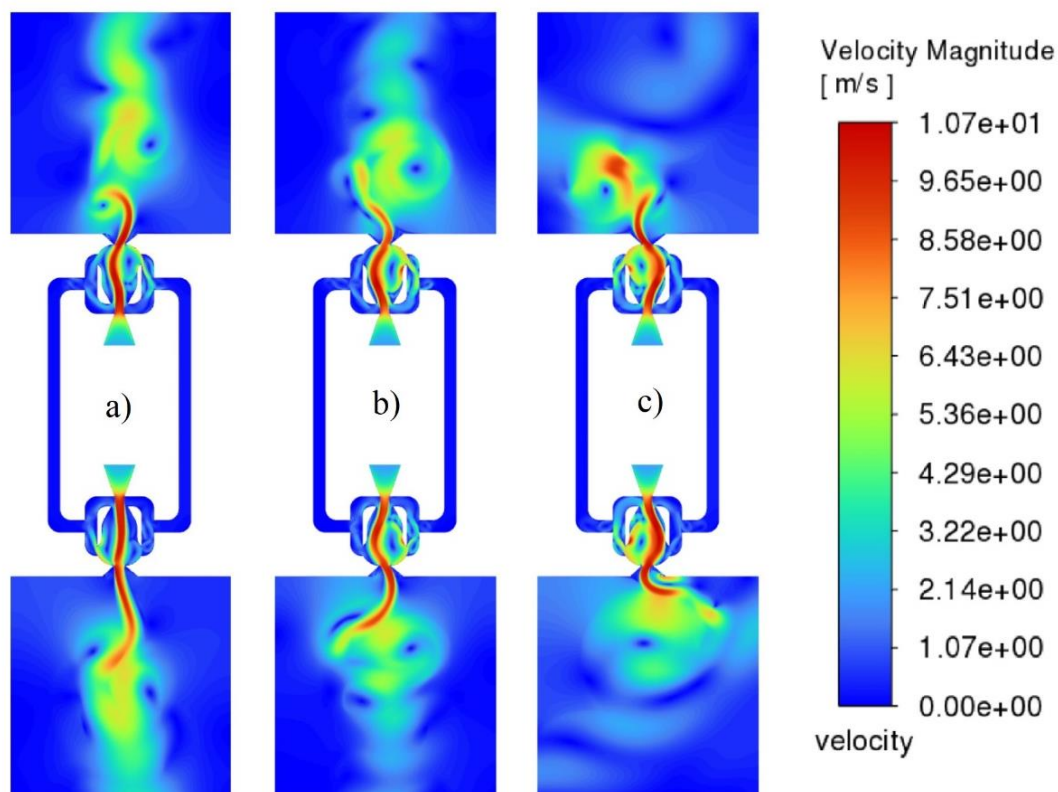 a)
b)
c)
Velocity Magnitude
[ m/s ]
1.07e+01
9.65e+00
8.58e+00
7.51e+00
6.43e+00
5.36e+00
4.29e+00
3.22e+00
2.14e+00
1.07e+00
0.00e+00
velocity